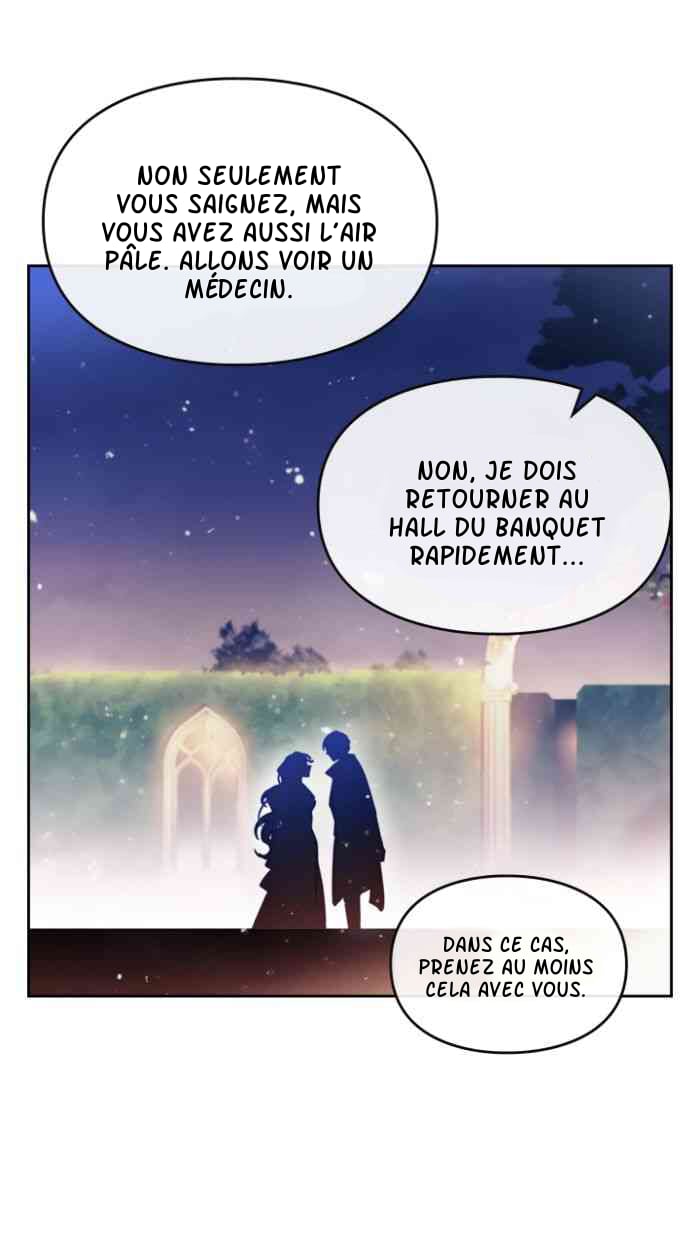 NON SEULEMENT
VOUS SAIGNEZ, MAIS
VOUS AVEZ AUSSI L'AIR
PÂLE. ALLONS VOIR UN
MÉDECIN.
NON, JE DOIS
RETOURNER AU
HALL DU BANQUET
RAPIDEMENT...
DANS CE CAS,
PRENEZ AU MOINS
CELA AVEC VOUS.